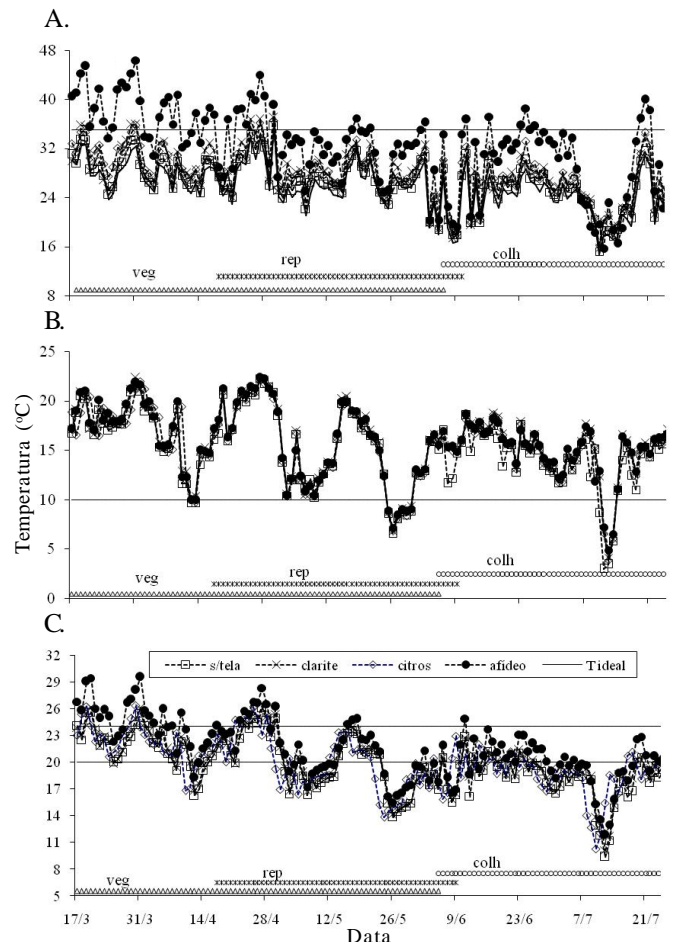 A.
48
40
32
24
16
8
veg
rep
colh
B.
25
20
15
10
5
0
veg
rep
colh
Temperatura (°C)
C.
32
29
26
23
20
17
14
11
8
5
s/tela clarite citros afídeo Tideal
veg
rep
colh
17/3 31/3 14/4 28/4 12/5 26/5 9/6 23/6 7/7 21/7
Data